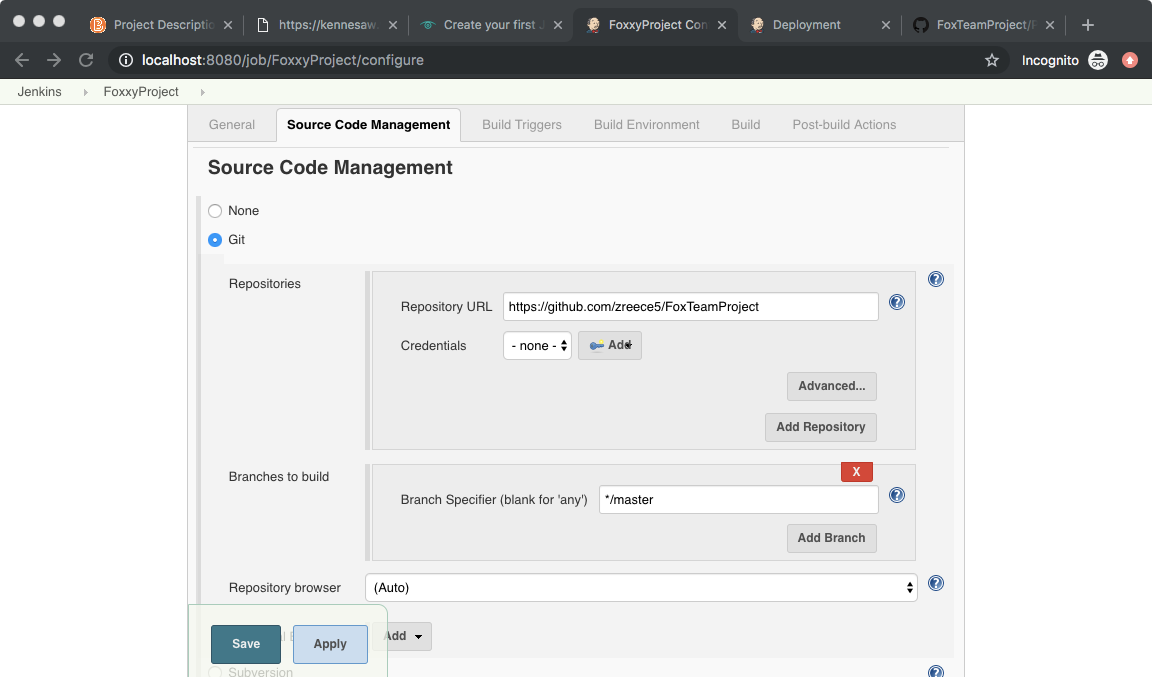 Project Descriptio
https://kennesaw.
Create your first J
FoxxyProject Con
Deployment
FoxTeamProject/F
localhost:8080/job/FoxxyProject/configure
Incognito
Jenkins FoxxyProject
General Source Code Management Build Triggers Build Environment Build Post-build Actions
Source Code Management
None
Git
Repositories
Repository URL https://github.com/zreece5/FoxTeamProject
Credentials - none - Add
Advanced...
Add Repository
Branches to build
X
Branch Specifier (blank for 'any') */master
Add Branch
Repository browser (Auto)
Save Apply Add
Subversion